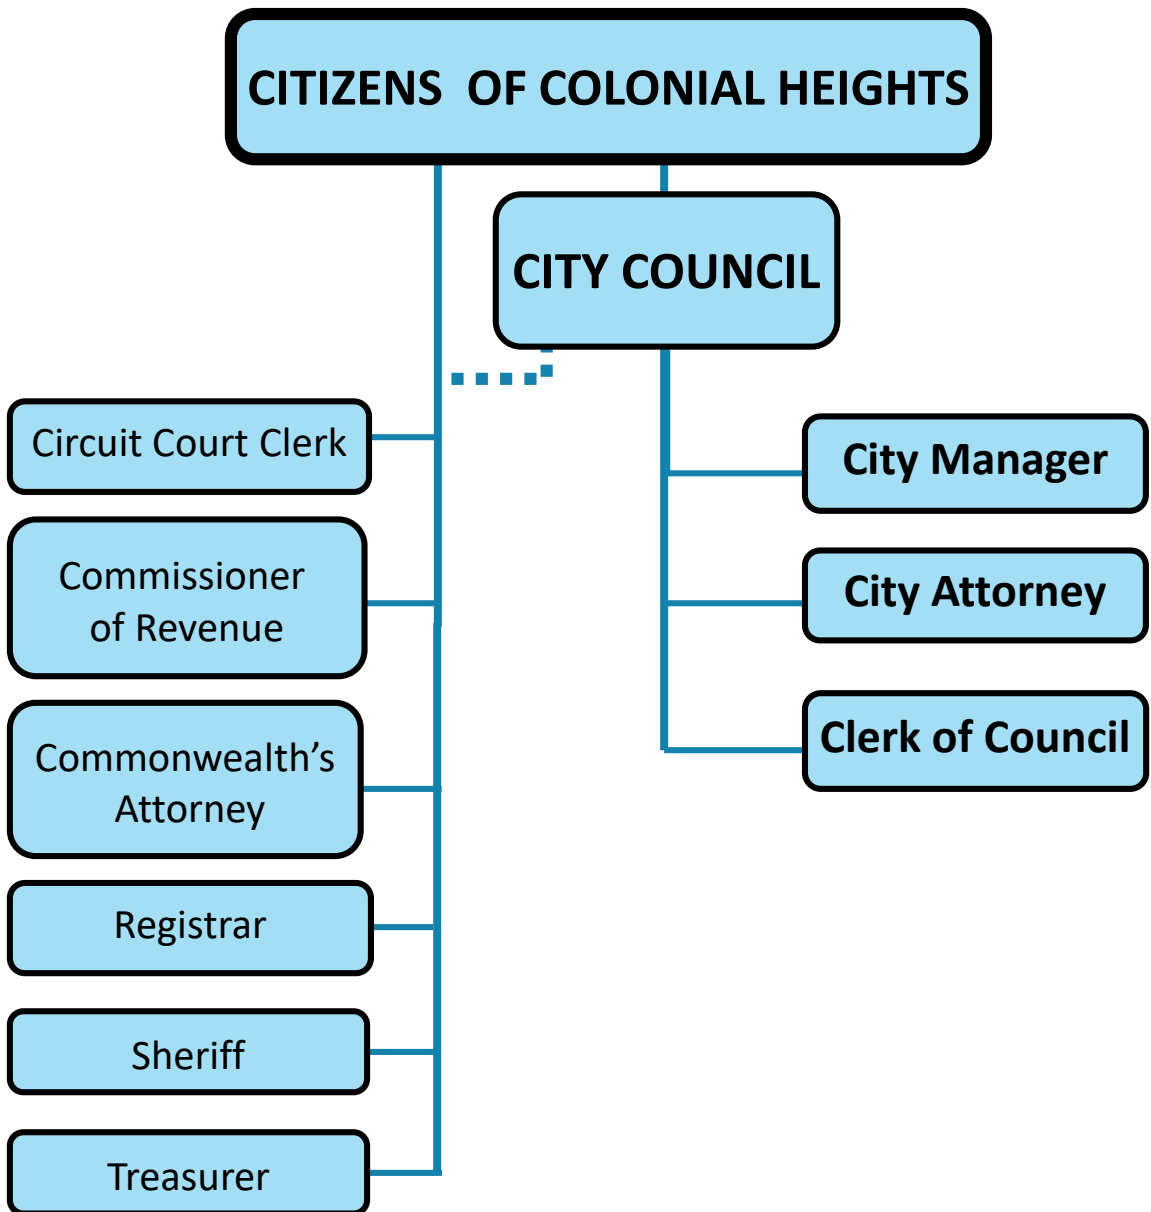 CITIZENS  OF COLONIAL HEIGHTS
CITY COUNCIL
Circuit Court Clerk
Commissioner
of Revenue
Commonwealth’s
Attorney
Registrar
Sheriff
Treasurer
City Manager
City Attorney
Clerk of Council